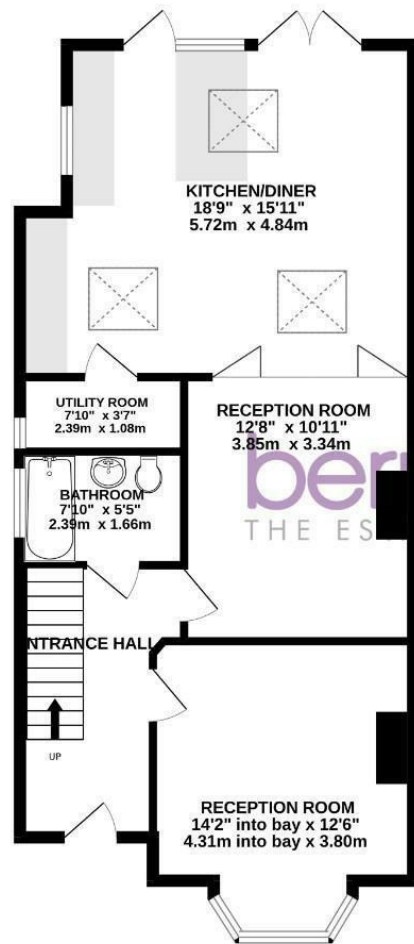 KITCHEN/DINER
18'9" x 15'11"
5.72m x 4.84m
UTILITY ROOM
7'10" x 3'7"
2.39m x 1.08m
RECEPTION ROOM
12'8" x 10'11"
3.85m x 3.34m
ber
THE ES
BATHROOM
7'10" x 5'5"
2.39m x 1.66m
NTRANCE HALL
UP
RECEPTION ROOM
14'2" into bay x 12'6"
4.31m into bay x 3.80m